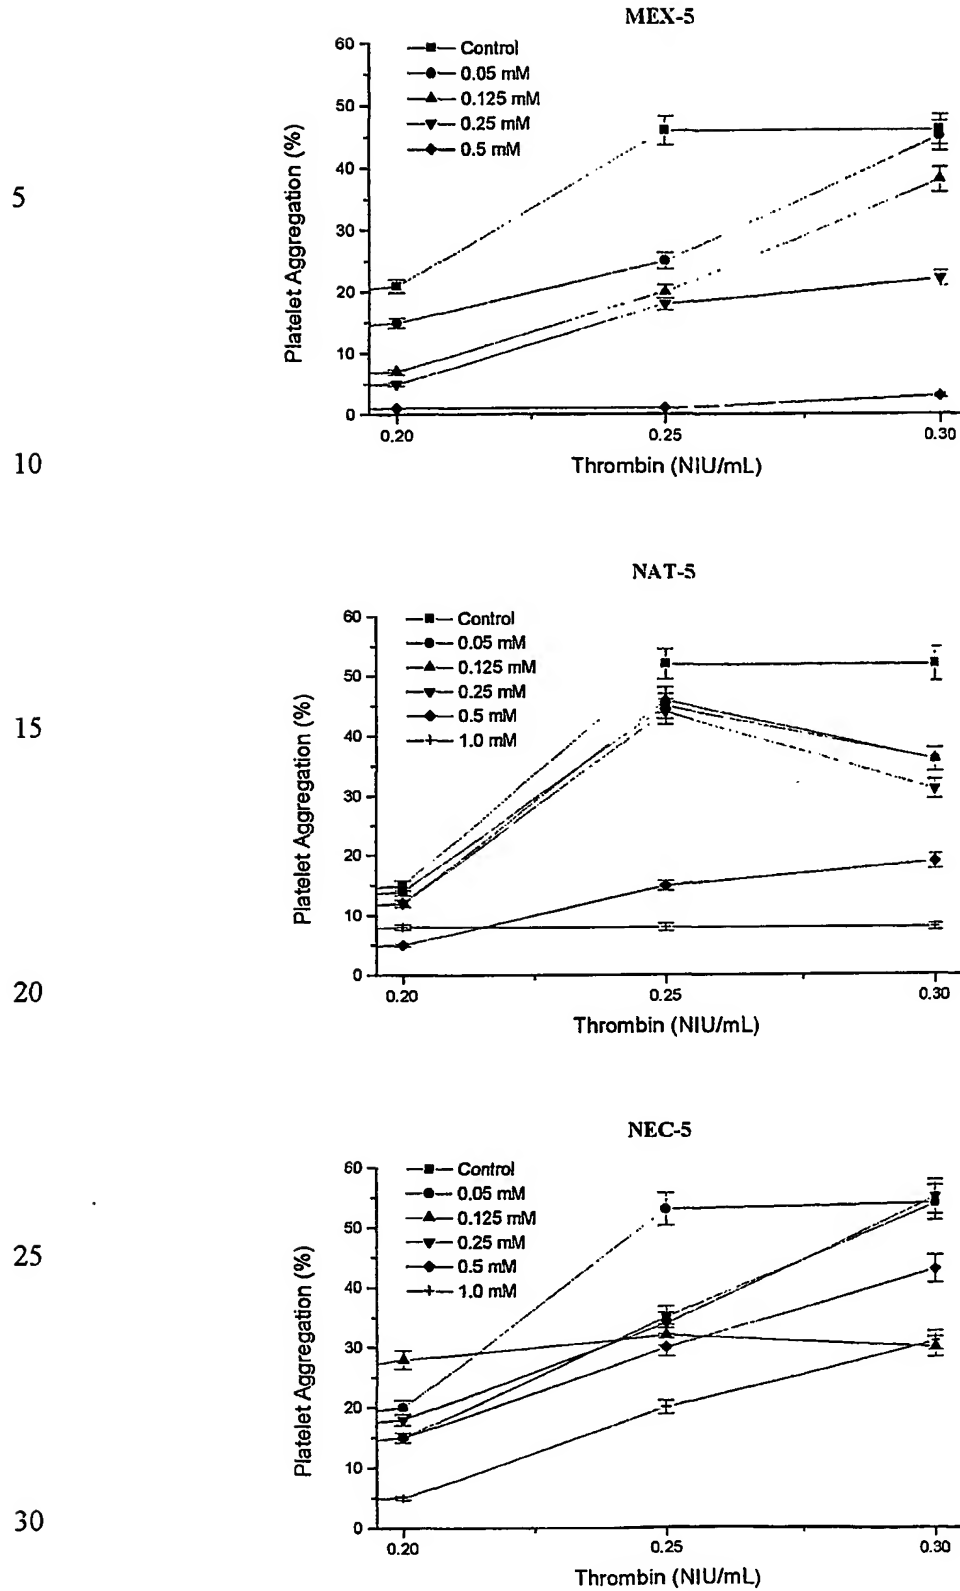 MEX-5
60
Control
0.05 mM
50
0.125 mM
0.25 mM
0.5 mM
40
5
30
Platelet Aggregation (%)
20
10
0
0.20
0.25
0.30
10
Thrombin (NIU/mL)
NAT-5
60
Control
0.05 mM
0.125 mM
50
0.25 mM
0.5 mM
15
40
1.0 mM
30
Platelet Aggregation (%)
20
10
0
20
0.20
0.25
0.30
Thrombin (NIU/mL)
NEC-5
60
Control
0.05 mM
0.125 mM
50
0.25 mM
25
0.5 mM
40
1.0 mM
30
Platelet Aggregation (%)
20
10
30
0
0.20
0.25
0.30
Thrombin (NIU/mL)